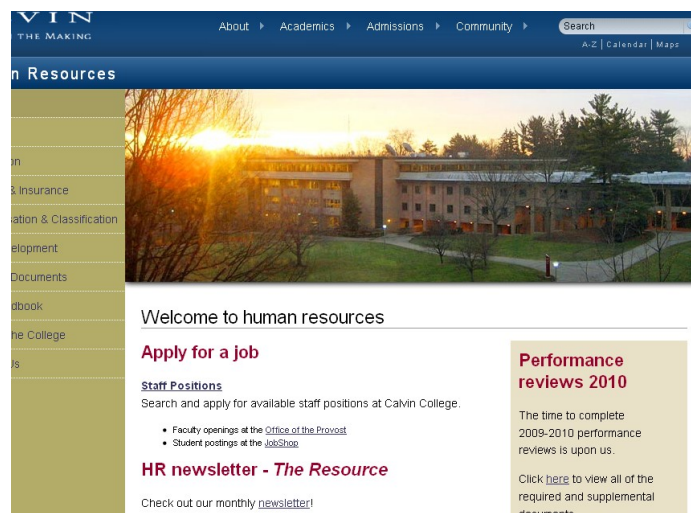 VIN
THE MAKING
About Academics Admissions Community Search
A-Z | Calendar | Maps
n Resources
on
& Insurance
sation & Classification
elopment
Documents
dbook
he College
Us
Welcome to human resources
Apply for a job
Staff Positions
Search and apply for available staff positions at Calvin College.
• Faculty openings at the Office of the Provost
• Student postings at the JobShop
HR newsletter - The Resource
Check out our monthly newsletter!
Performance
reviews 2010
The time to complete
2009-2010 performance
reviews is upon us.
Click here to view all of the
required and supplemental
documents